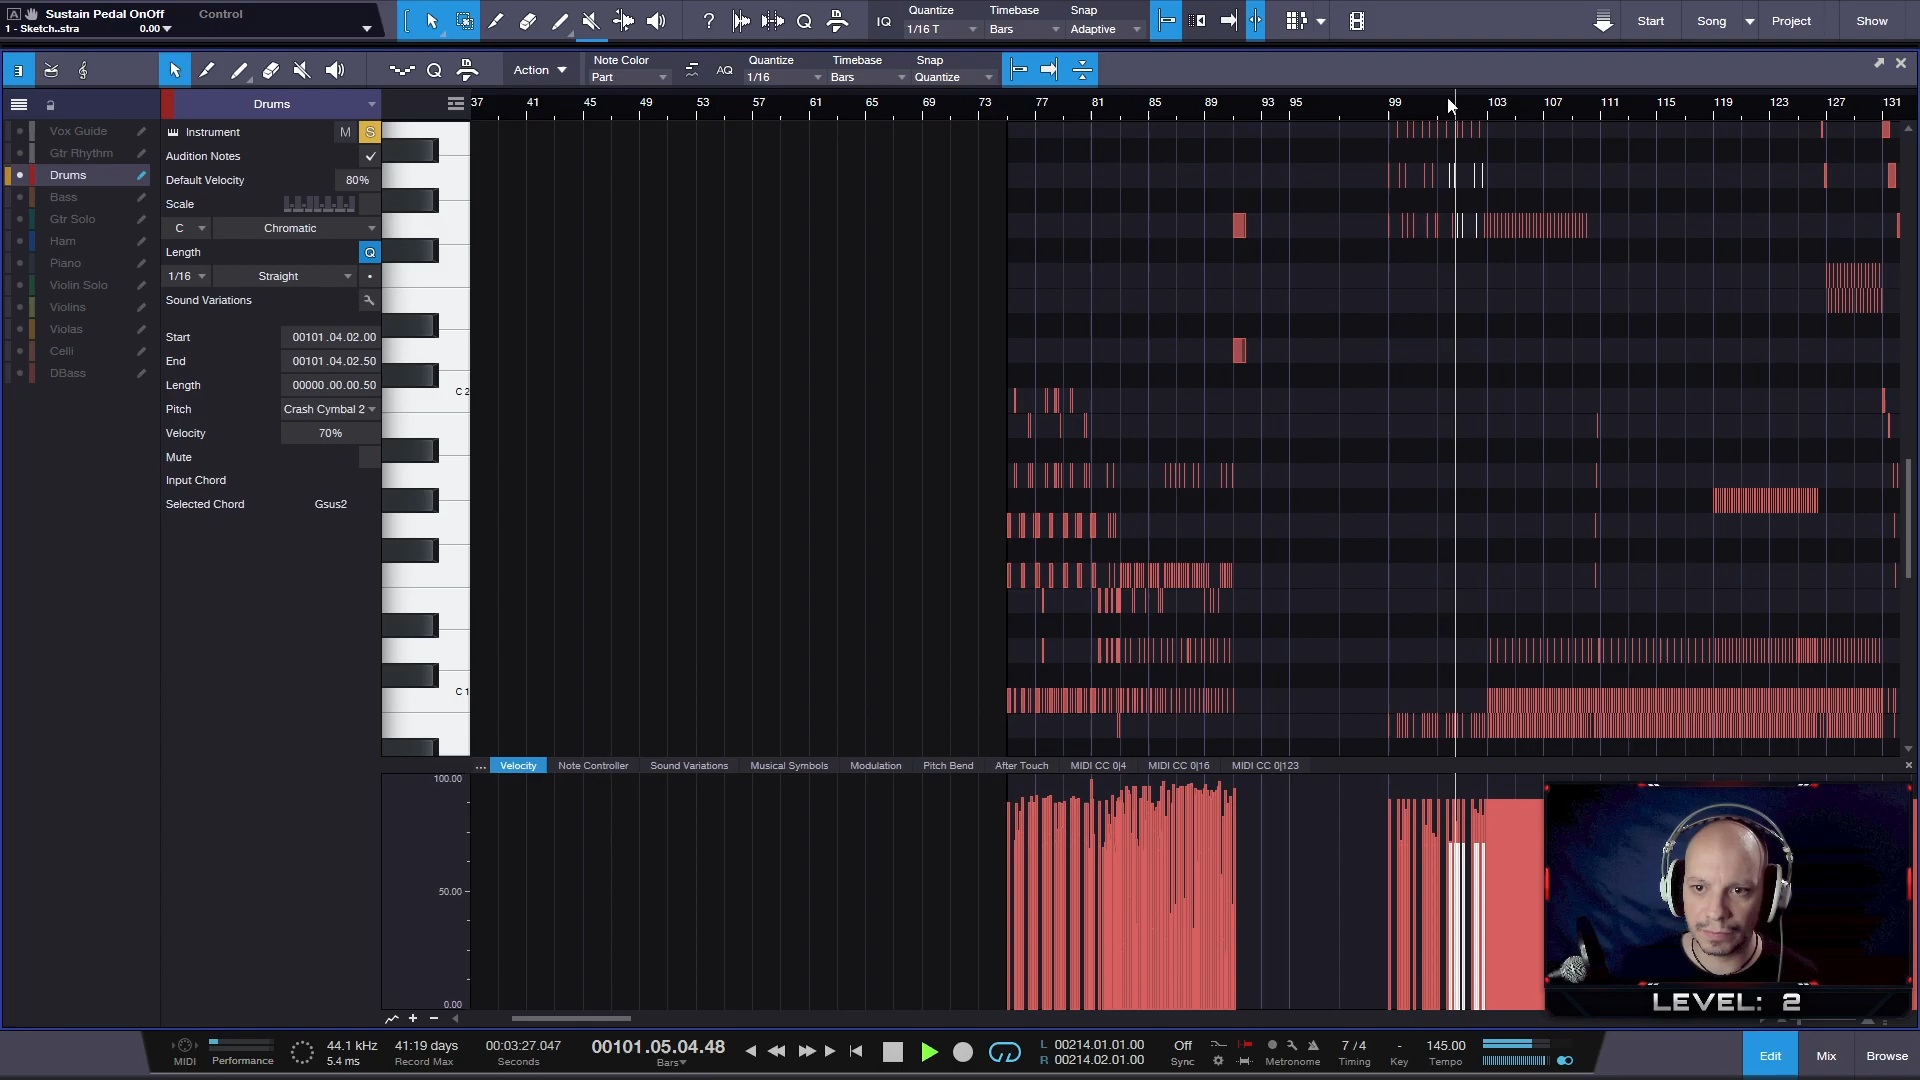 Sustain Pedal OnOff Control
1 - Sketch..stra 0.00
IQ
Quantize
1/16 T
Timebase
Bars
Snap
Adaptive
Start
Song
Project
Show
Action
Note Color
Part
AQ
Quantize
1/16
Timebase
Bars
Snap
Quantize
Drums
37 41 45 49 53 57 61 65 69 73 77 81 85 89 93 95 99 103 107 111 115 119 123 127 131
Vox Guide
Gtr Rhythm
Drums
Bass
Gtr Solo
Ham
Piano
Violin Solo
Violins
Violas
Celli
DBass
Instrument M S
Audition Notes
Default Velocity 80%
Scale
C Chromatic
Length Q
1/16 Straight
Sound Variations
Start 00101.04.02.00
End 00101.04.02.50
Length 00000.00.00.50
Pitch Crash Cymbal 2
Velocity 70%
Mute
Input Chord
Selected Chord Gsus2
C 2
C 1
... Velocity Note Controller Sound Variations Musical Symbols Modulation Pitch Bend After Touch MIDI CC 0|4 MIDI CC 0|16 MIDI CC 0|123
100.00
50.00
0.00
LEVEL: 2
MIDI
Performance
44.1 kHz
5.4 ms
41:19 days
Record Max
00:03:27.047
Seconds
00101.05.04.48
Bars
L 00214.01.01.00
R 00214.02.01.00
Off
Sync
Metronome
7 / 4
Timing
-
Key
145.00
Tempo
Edit
Mix
Browse